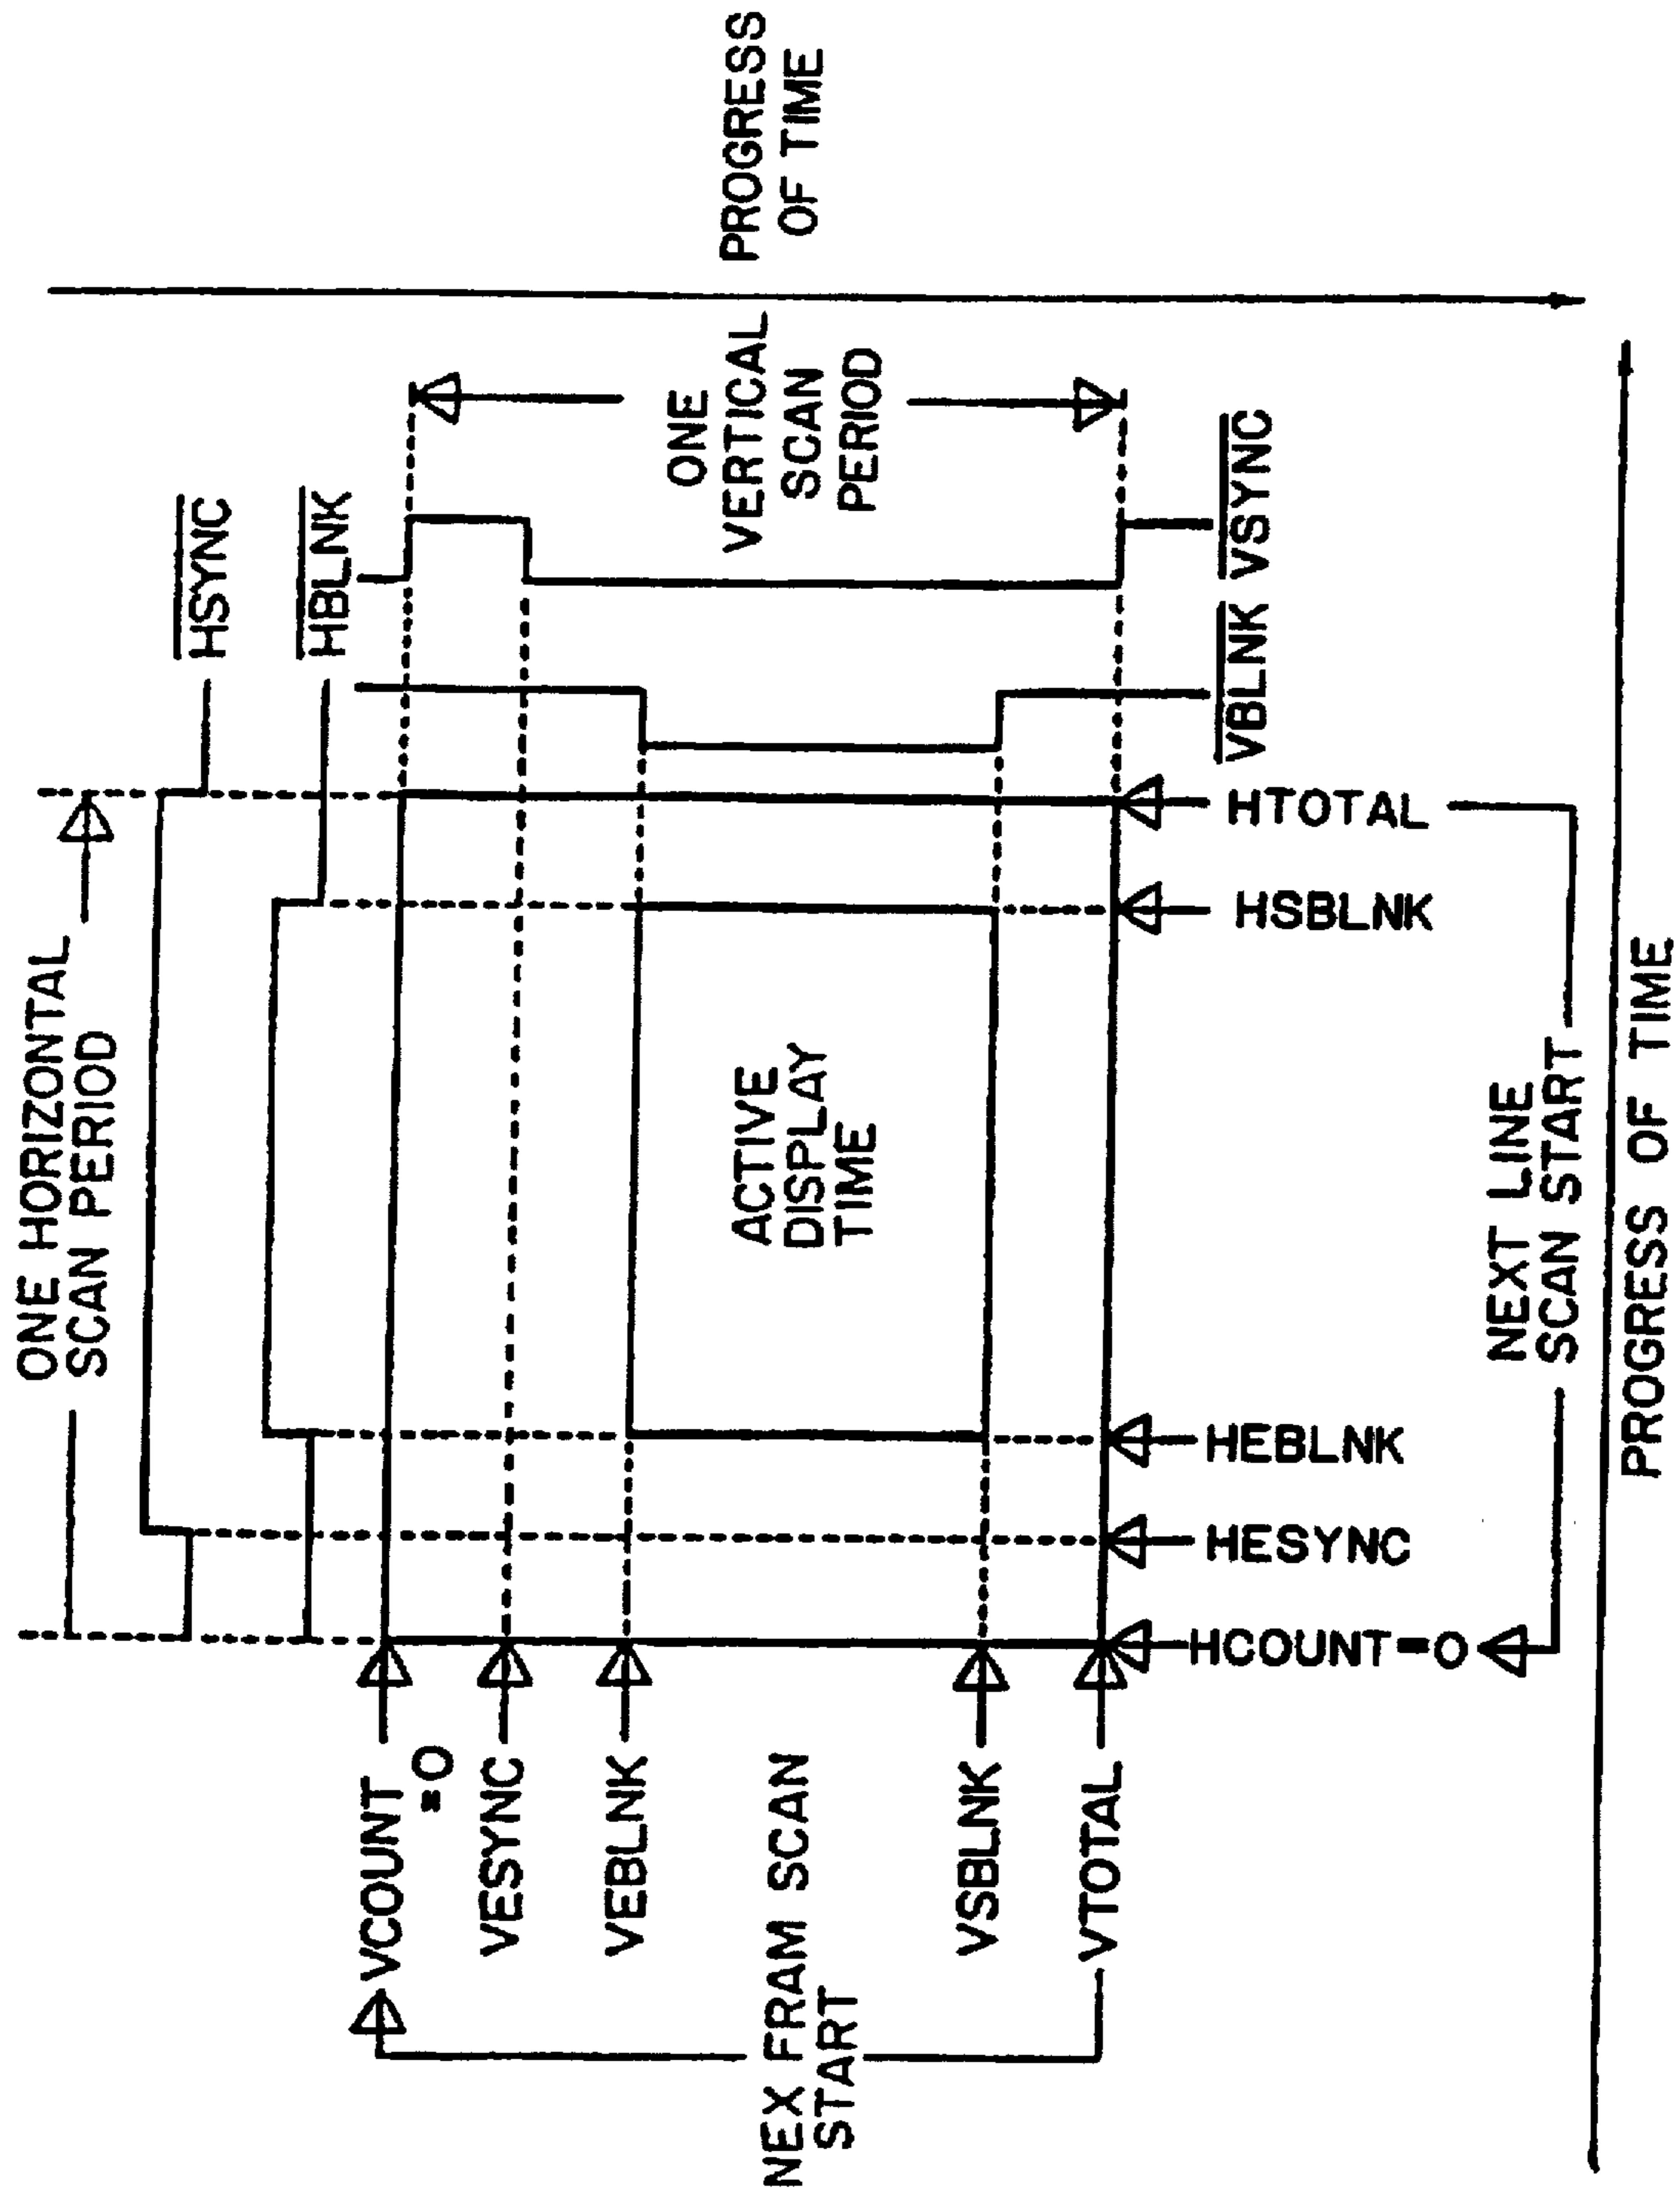 ONE HORIZONTAL
SCAN PERIOD
HSYNC
HBLNK
VCOUNT
=0
VESYNC
VEBLNK
NEX FRAM SCAN
START
VSBLNK
VTOTAL
ACTIVE
DISPLAY
TIME
ONE
VERTICAL
SCAN
PERIOD
PROGRESS
OF TIME
HCOUNT=0
HESYNC
HEBLNK
HSBLNK
HTOTAL
VBLNK
VSYNC
NEXT LINE
SCAN START
PROGRESS OF TIME